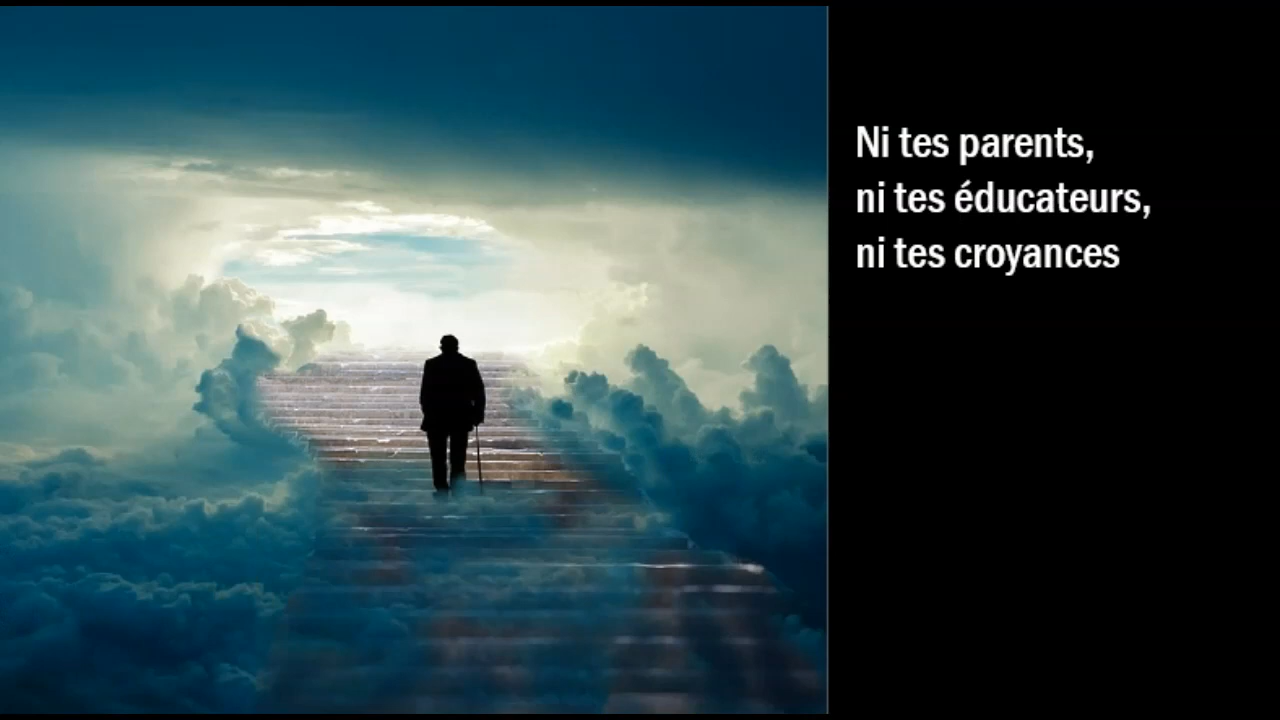 Ni tes parents,
ni tes éducateurs,
ni tes croyances